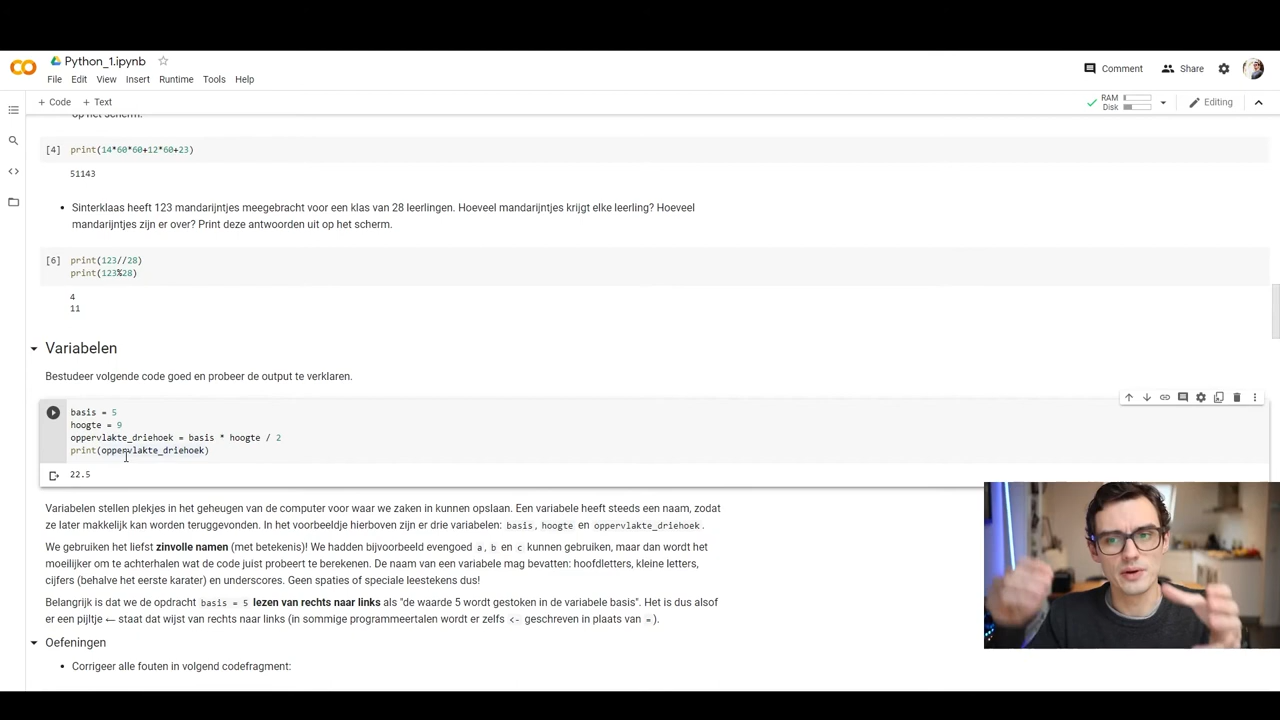 Python_1.ipynb
File Edit View Insert Runtime Tools Help
Comment
Share
+ Code + Text
RAM
Disk
Editing
op het scherm.
[4] print(14*60*60+12*60+23)
51143
Sinterklaas heeft 123 mandarijntjes meegebracht voor een klas van 28 leerlingen. Hoeveel mandarijntjes krijgt elke leerling? Hoeveel
mandarijntjes zijn er over? Print deze antwoorden uit op het scherm.
[6] print(123//28)
print(123%28)
4
11
Variabelen
Bestudeer volgende code goed en probeer de output te verklaren.
basis = 5
hoogte = 9
oppervlakte_driehoek = basis * hoogte / 2
print(oppervlakte_driehoek)
22.5
Variabelen stellen plekjes in het geheugen van de computer voor waar we zaken in kunnen opslaan. Een variabele heeft steeds een naam, zodat
ze later makkelijk kan worden teruggevonden. In het voorbeeldje hierboven zijn er drie variabelen: basis, hoogte en oppervlakte_driehoek.
We gebruiken het liefst zinvolle namen (met betekenis)! We hadden bijvoorbeeld evengoed a, b en c kunnen gebruiken, maar dan wordt het
moeilijker om te achterhalen wat de code juist probeert te berekenen. De naam van een variabele mag bevatten: hoofdletters, kleine letters,
cijfers (behalve het eerste karater) en underscores. Geen spaties of speciale leestekens dus!
Belangrijk is dat we de opdracht basis = 5 lezen van rechts naar links als "de waarde 5 wordt gestoken in de variabele basis". Het is dus alsof
er een pijltje ← staat dat wijst van rechts naar links (in sommige programmeertalen wordt er zelfs <- geschreven in plaats van =).
Oefeningen
Corrigeer alle fouten in volgend codefragment: